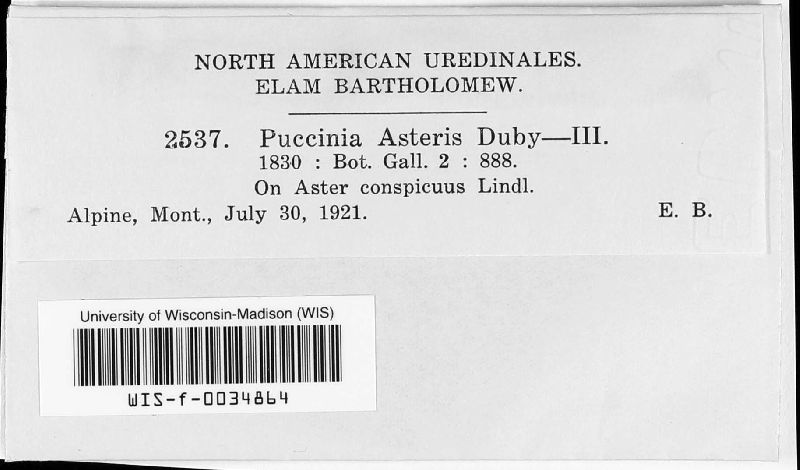 NORTH AMERICAN UREDINALES.
ELAM BARTHOLOMEW.
2537. Puccinia Asteris Duby—III.
1830 : Bot. Gall. 2 : 888.
On Aster conspicuus Lindl.
Alpine, Mont., July 30, 1921. E. B.
University of Wisconsin-Madison (WIS)
WIS-f-0034864